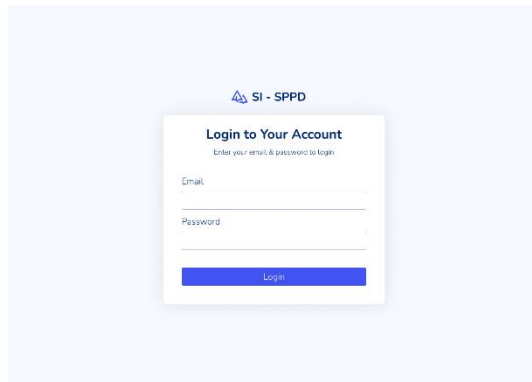 SI - SPPD
Login to Your Account
Enter your email & password to login
Email
Password
Login